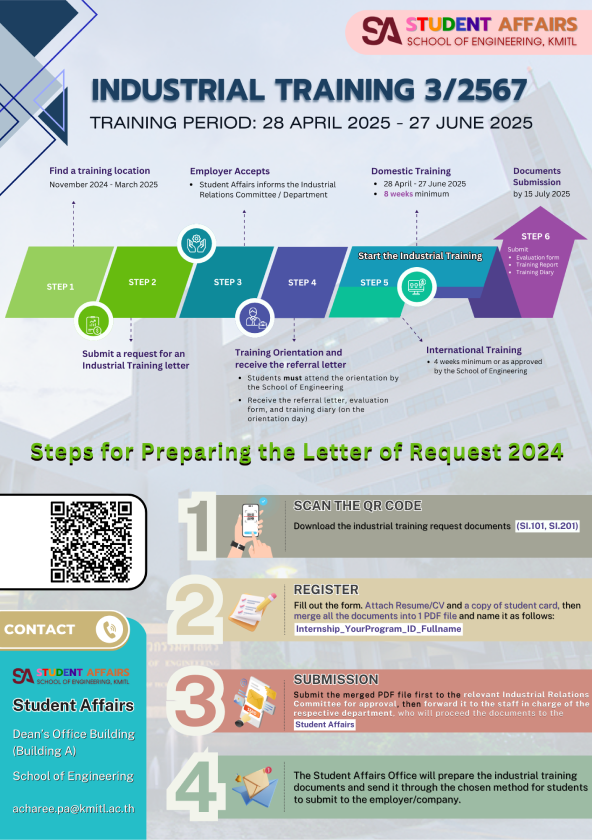 SA STUDENT AFFAIRS
SCHOOL OF ENGINEERING, KMITL
INDUSTRIAL TRAINING 3/2567
TRAINING PERIOD: 28 APRIL 2025 - 27 JUNE 2025
Find a training location
November 2024 - March 2025
Employer Accepts
• Student Affairs informs the Industrial
Relations Committee / Department
Domestic Training
• 28 April - 27 June 2025
• 8 weeks minimum
Documents
Submission
by 15 July 2025
STEP 1
STEP 2
STEP 3
STEP 4
Start the Industrial Training
STEP 5
STEP 6
Submit
• Evaluation form
• Training Report
• Training Diary
Submit a request for an
Industrial Training letter
Training Orientation and
receive the referral letter
• Students must attend the orientation by
the School of Engineering
• Receive the referral letter, evaluation
form, and training diary (on the
orientation day)
International Training
• 4 weeks minimum or as approved
by the School of Engineering
Steps for Preparing the Letter of Request 2024
1
SCAN THE QR CODE
Download the industrial training request documents (SI.101, SI.201)
2
REGISTER
Fill out the form. Attach Resume/CV and a copy of student card, then
merge all the documents into 1 PDF file and name it as follows:
Internship_YourProgram_ID_Fullname
3
SUBMISSION
Submit the merged PDF file first to the relevant Industrial Relations
Committee for approval, then forward it to the staff in charge of the
respective department, who will proceed the documents to the
Student Affairs
4
The Student Affairs Office will prepare the industrial training
documents and send it through the chosen method for students
to submit to the employer/company.
CONTACT
SA STUDENT AFFAIRS
SCHOOL OF ENGINEERING, KMITL
Student Affairs
Dean's Office Building
(Building A)
School of Engineering
acharee.pa@kmitl.ac.th